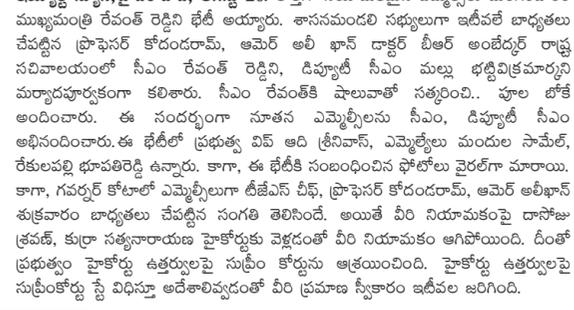 ముఖ్యమంత్రి రేవంత్ రెడ్డిని భేటీ అయ్యారు. శాసనమండలి సభ్యులుగా ఇటీవలే బాధ్యతలు
చేపట్టిన ప్రొఫెసర్ కోదండరామ్, ఆమెర్ అలీ ఖాన్ డాక్టర్ బీఆర్ అంబేద్కర్ రాష్ట్ర
సచివాలయంలో సీఎం రేవంత్ రెడ్డిని, డిప్యూటీ సీఎం మల్లు భట్టివిక్రమార్కని
మర్యాదపూర్వకంగా కలిశారు. సీఎం రేవంత్‌కి శాలువాతో సత్కరించి.. పూల బోకే
అందించారు. ఈ సందర్భంగా నూతన ఎమ్మెల్సీలను సీఎం, డిప్యూటీ సీఎం
అభినందించారు.ఈ భేటీలో ప్రభుత్వ విప్ ఆది శ్రీనివాస్, ఎమ్మెల్యేలు మందుల సామేల్,
రేకులపల్లి భూపతిరెడ్డి ఉన్నారు. కాగా, ఈ భేటీకి సంబంధించిన ఫోటోలు వైరల్‌గా మారాయి.
కాగా, గవర్నర్ కోటాలో ఎమ్మెల్సీలుగా టీజేఎస్ చీఫ్, ప్రొఫెసర్ కోదండరామ్, ఆమెర్ అలీఖాన్
శుక్రవారం బాధ్యతలు చేపట్టిన సంగతి తెలిసిందే. అయితే వీరి నియామకంపై దాసోజు
శ్రవణ్, కుర్రా సత్యనారాయణ హైకోర్టుకు వెళ్లడంతో వీరి నియామకం ఆగిపోయింది. దీంతో
ప్రభుత్వం హైకోర్టు ఉత్తర్వులపై సుప్రీం కోర్టును ఆశ్రయించింది. హైకోర్టు ఉత్తర్వులపై
సుప్రీంకోర్టు స్టే విధిస్తూ అదేశాలివ్వడంతో వీరి ప్రమాణ స్వీకారం ఇటీవల జరిగింది.